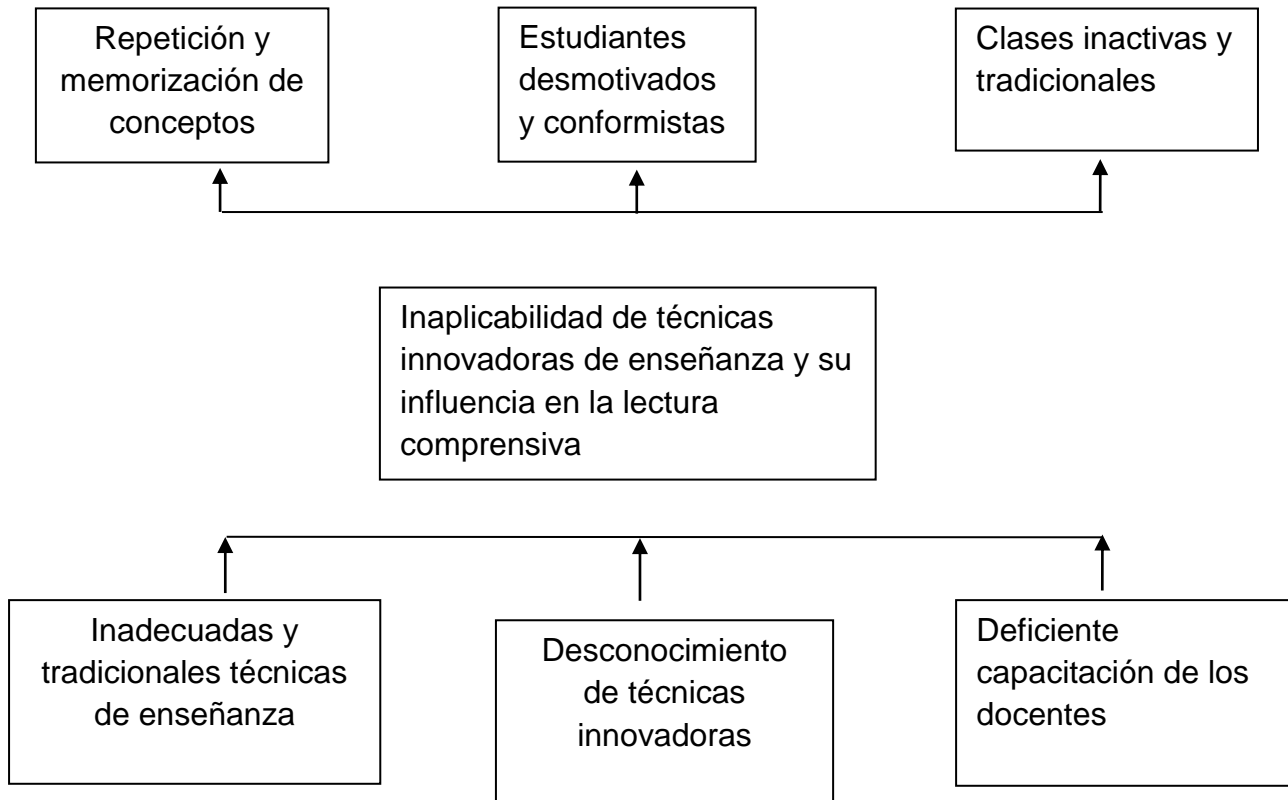 Repetición y
memorización de
conceptos
Estudiantes
desmotivados
y conformistas
Clases inactivas y
tradicionales
Inaplicabilidad de técnicas
innovadoras de enseñanza y su
influencia en la lectura
comprensiva
Inadecuadas y
tradicionales técnicas
de enseñanza
Desconocimiento
de técnicas
innovadoras
Deficiente
capacitación de los
docentes